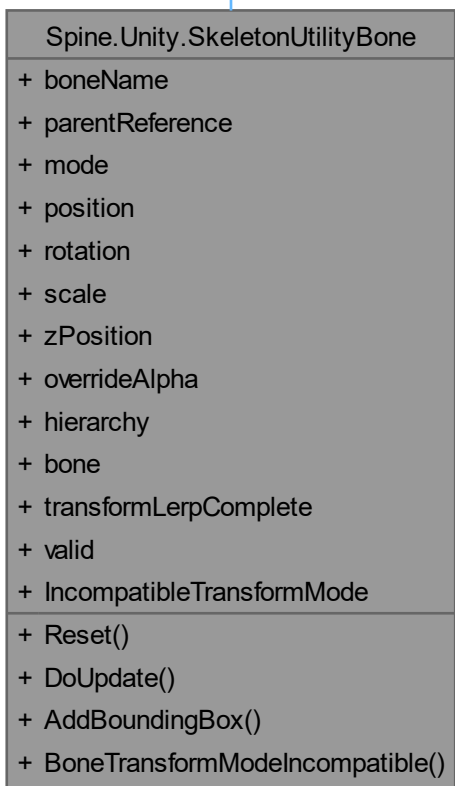 Spine.Unity.SkeletonUtilityBone
+ boneName
+ parentReference
+ mode
+ position
+ rotation
+ scale
+ zPosition
+ overrideAlpha
+ hierarchy
+ bone
+ transformLerpComplete
+ valid
+ IncompatibleTransformMode
+ Reset()
+ DoUpdate()
+ AddBoundingBox()
+ BoneTransformModeIncompatible()